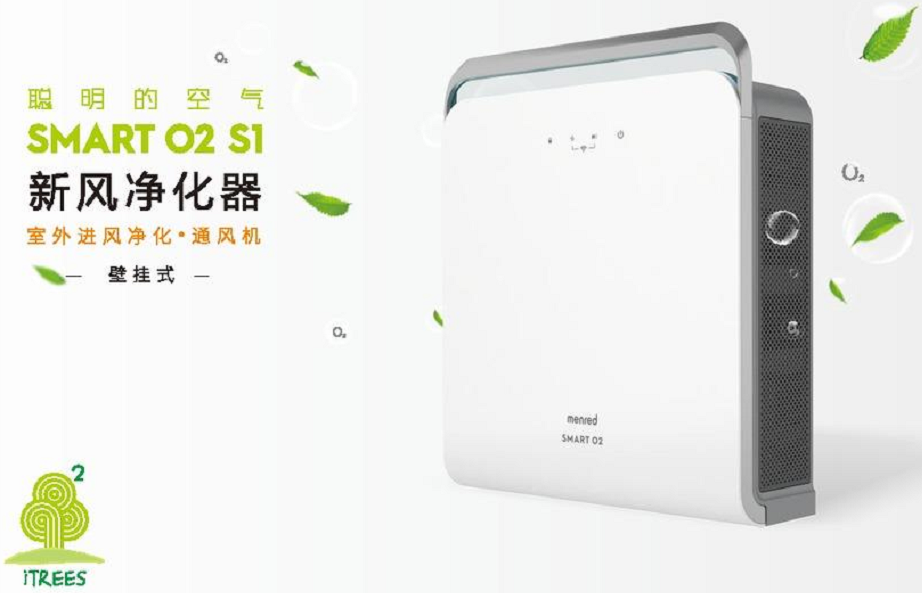 聪明的空气
SMART O2 S1
新风净化器
室外进风净化•通风机
— 壁挂式 —
O₂
O₂
O₂
O₂
menred
SMART O2
2
iTREES